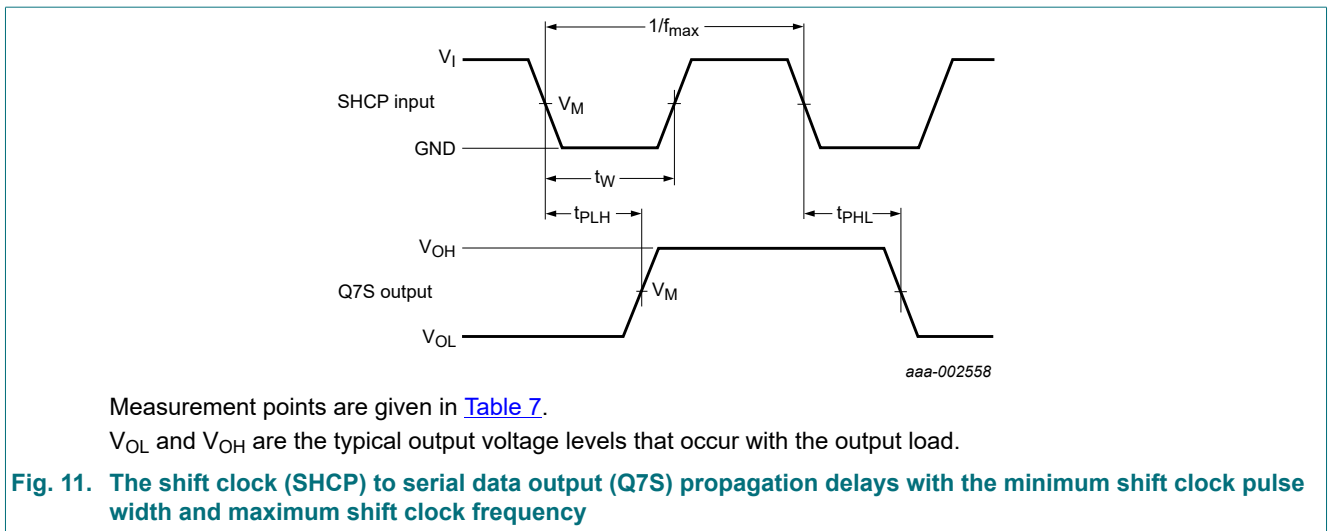 1/fmax
VI
SHCP input
VM
GND
tW
tPLH
tPHL
VOH
Q7S output
VM
VOL
aaa-002558
Measurement points are given in Table 7.
VOL and VOH are the typical output voltage levels that occur with the output load.
Fig. 11. The shift clock (SHCP) to serial data output (Q7S) propagation delays with the minimum shift clock pulse
width and maximum shift clock frequency